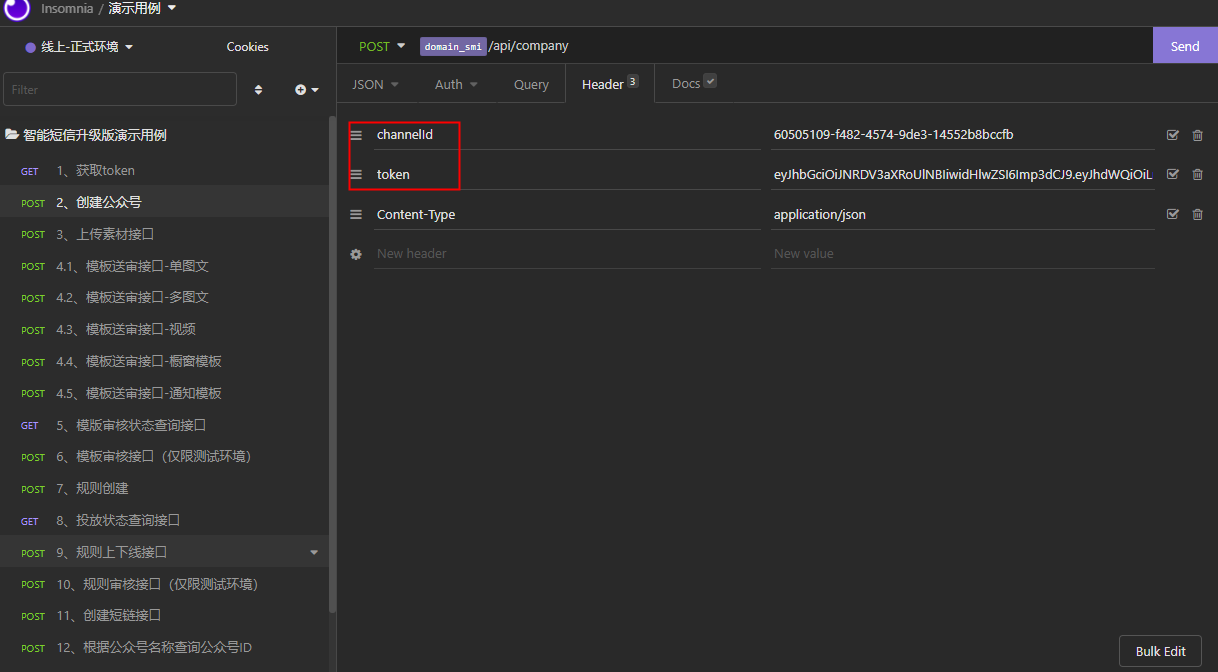 Insomnia / 演示用例
线上-正式环境
Cookies
Filter
智能短信升级版演示用例
GET 1、获取token
POST 2、创建公众号
POST 3、上传素材接口
POST 4.1、模板送审接口-单图文
POST 4.2、模板送审接口-多图文
POST 4.3、模板送审接口-视频
POST 4.4、模板送审接口-橱窗模板
POST 4.5、模板送审接口-通知模板
GET 5、模版审核状态查询接口
POST 6、模板审核接口（仅限测试环境）
POST 7、规则创建
GET 8、投放状态查询接口
POST 9、规则上下线接口
POST 10、规则审核接口（仅限测试环境）
POST 11、创建短链接口
POST 12、根据公众号名称查询公众号ID
POST domain_smi /api/company
Send
JSON Auth Query Header 3 Docs
channelId 60505109-f482-4574-9de3-14552b8bccfb
token eyJhbGciOiJNRDV3aXRoUlNBIiwidHlwZSI6Imp3dCJ9.eyJhdWQiOiL
Content-Type application/json
New header New value
Bulk Edit